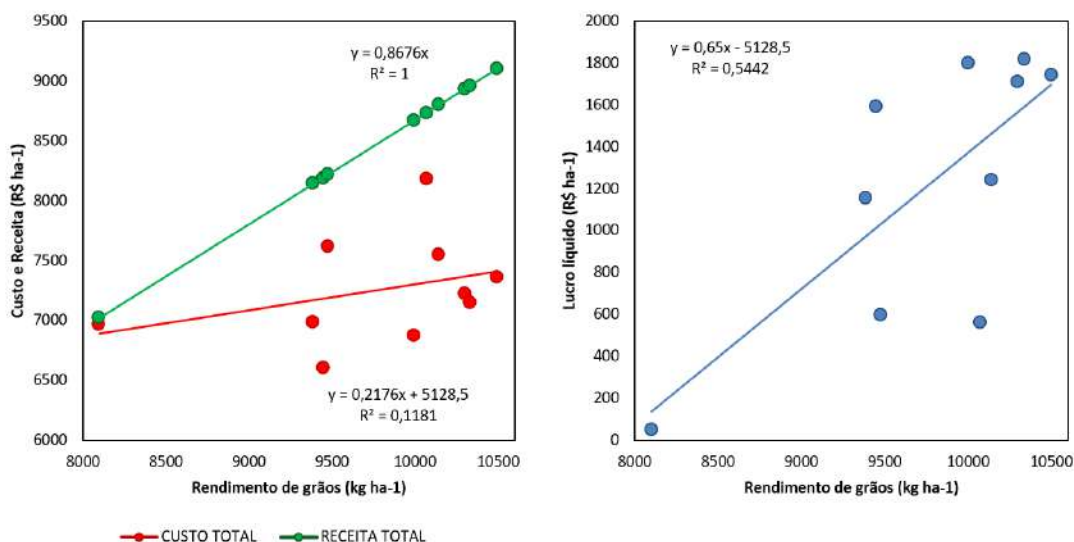 9500
9000
8500
8000
7500
7000
6500
6000
Custo e Receita (R$ ha-1)
y = 0,8676x
R² = 1
y = 0,2176x + 5128,5
R² = 0,1181
8000
8500
9000
9500
10000
10500
Rendimento de grãos (kg ha-1)
CUSTO TOTAL
RECEITA TOTAL
2000
1800
1600
1400
1200
1000
800
600
400
200
0
Lucro líquido (R$ ha-1)
y = 0,65x - 5128,5
R² = 0,5442
8000
8500
9000
9500
10000
10500
Rendimento de grãos (kg ha-1)